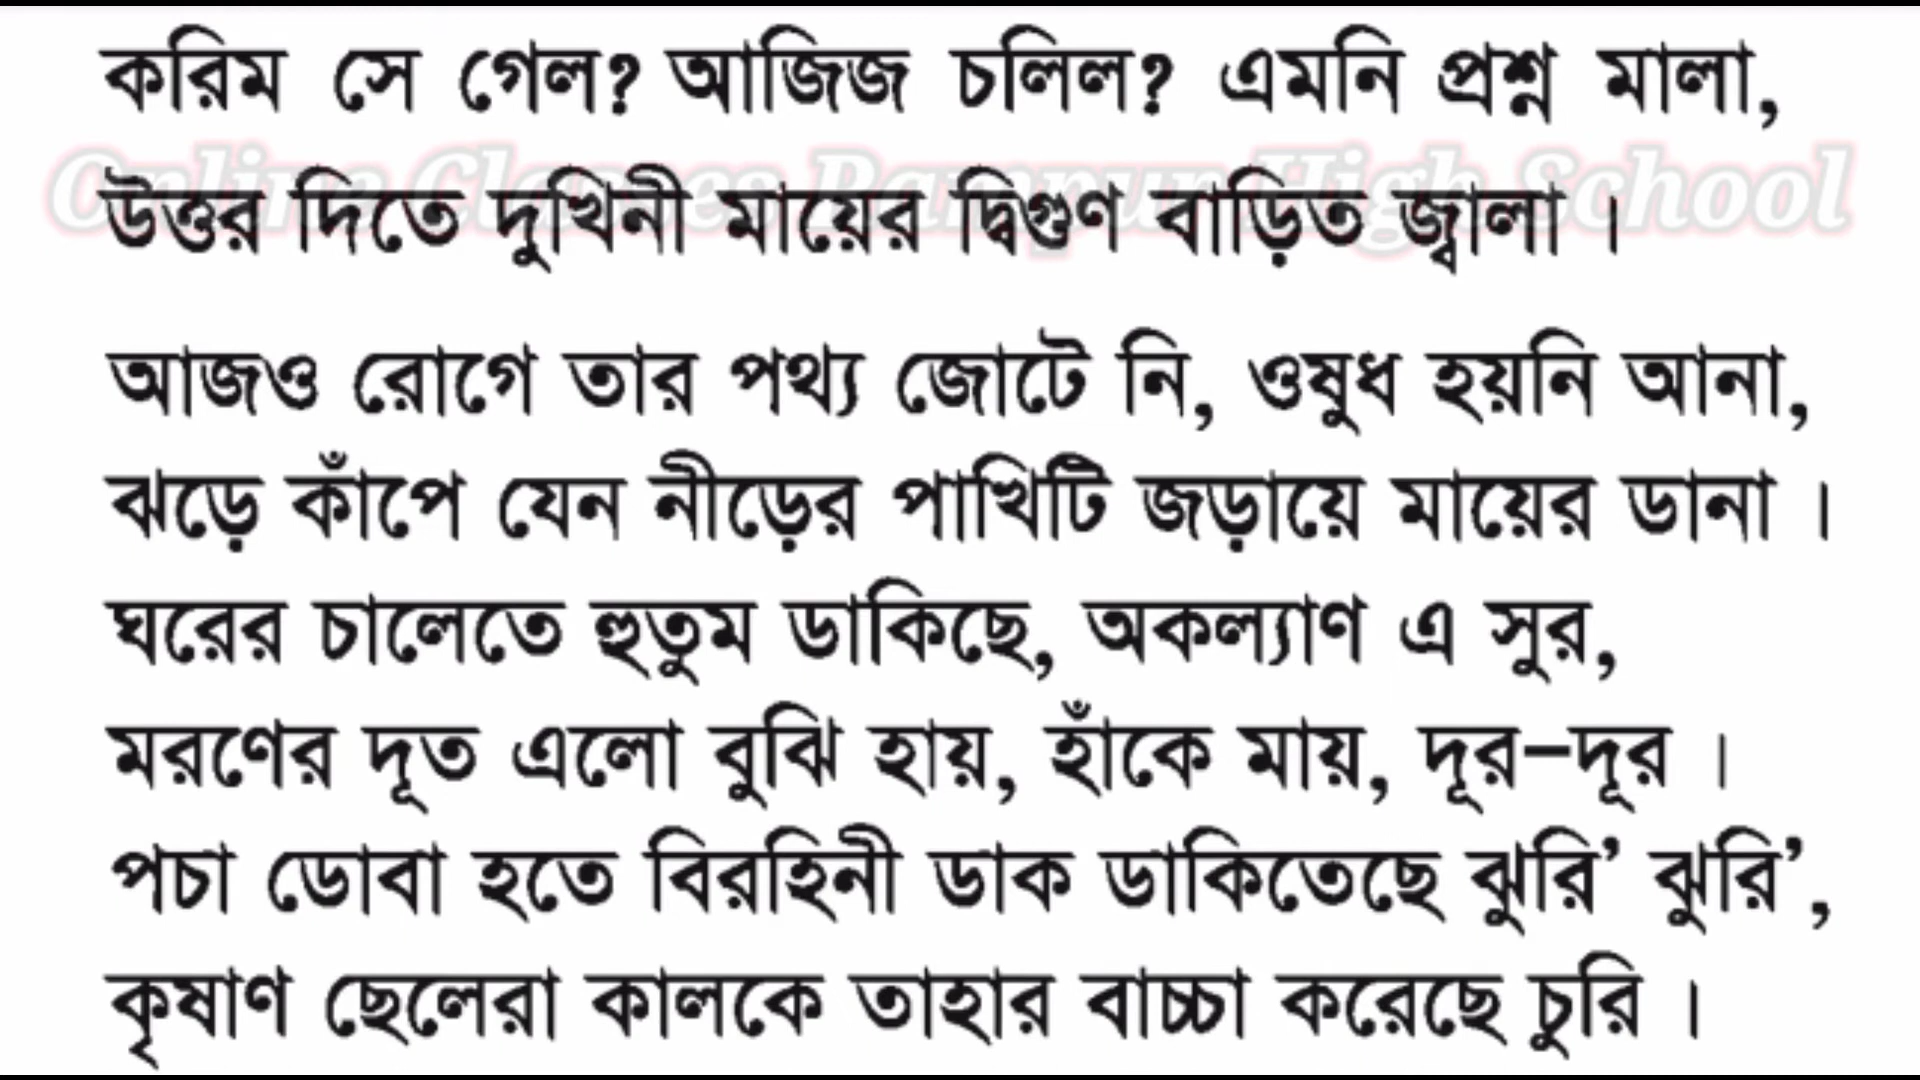 করিম সে গেল? আজিজ চলিল? এমনি প্রশ্ন মালা,
Online Classes Rampur High School
উত্তর দিতে দুখিনী মায়ের দ্বিগুণ বাড়িত জ্বালা ।
আজও রোগে তার পথ্য জোটে নি, ওষুধ হয়নি আনা,
ঝড়ে কাঁপে যেন নীড়ের পাখিটি জড়ায়ে মায়ের ডানা ।
ঘরের চালেতে হুতুম ডাকিছে, অকল্যাণ এ সুর,
মরণের দূত এলো বুঝি হায়, হাঁকে মায়, দূর–দূর ।
পচা ডোবা হতে বিরহিনী ডাক ডাকিতেছে ঝুরি’ ঝুরি’,
কৃষাণ ছেলেরা কালকে তাহার বাচ্চা করেছে চুরি ।